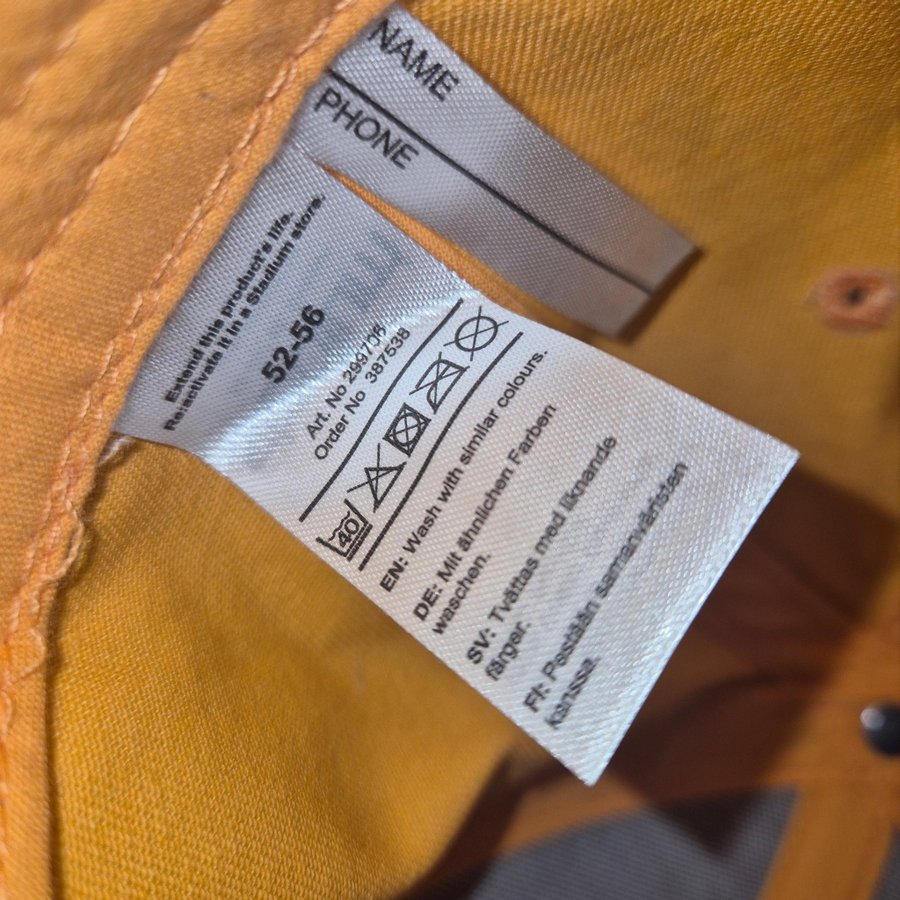 NAME
PHONE
Extend this product's life.
Re:activate it in a Stadium store.
52-56
Art. No 299706
Order No 387538
40
EN: Wash with similar colours.
DE: Mit ähnlichen Farben
waschen.
SV: Tvättas med liknande
färger.
FI: Pestään samanväristen
kanssa.